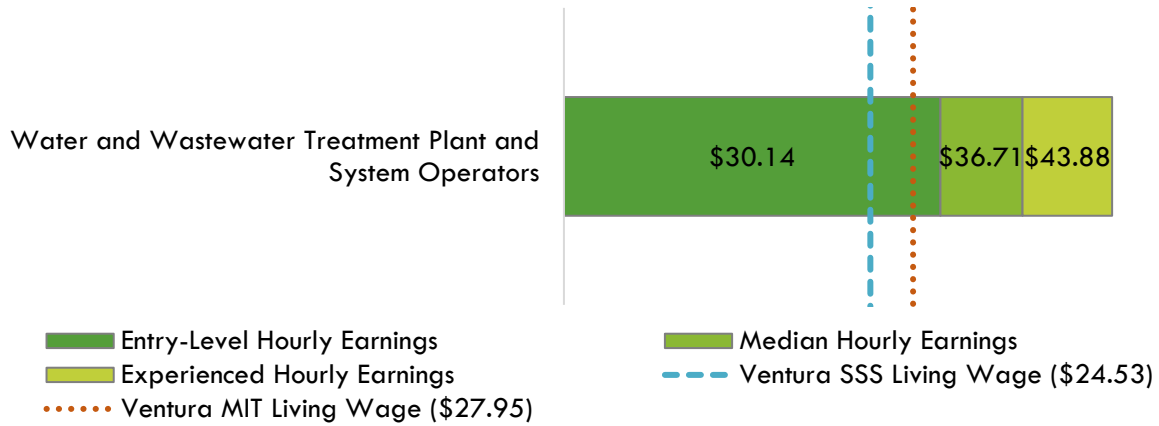 Water and Wastewater Treatment Plant and
System Operators
$30.14
$36.71
$43.88
Entry-Level Hourly Earnings
Median Hourly Earnings
Experienced Hourly Earnings
Ventura SSS Living Wage ($24.53)
Ventura MIT Living Wage ($27.95)